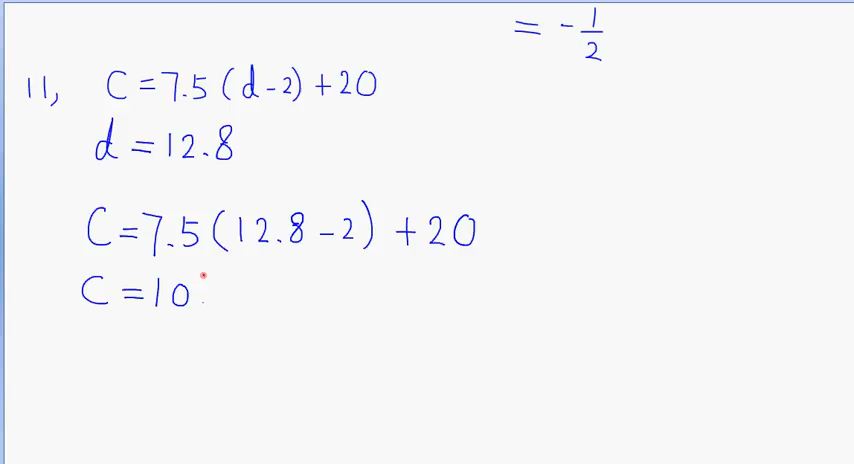 = -1/2
11, C = 7.5 (d - 2) + 20
d = 12.8
C = 7.5 (12.8 - 2) + 20
C = 10